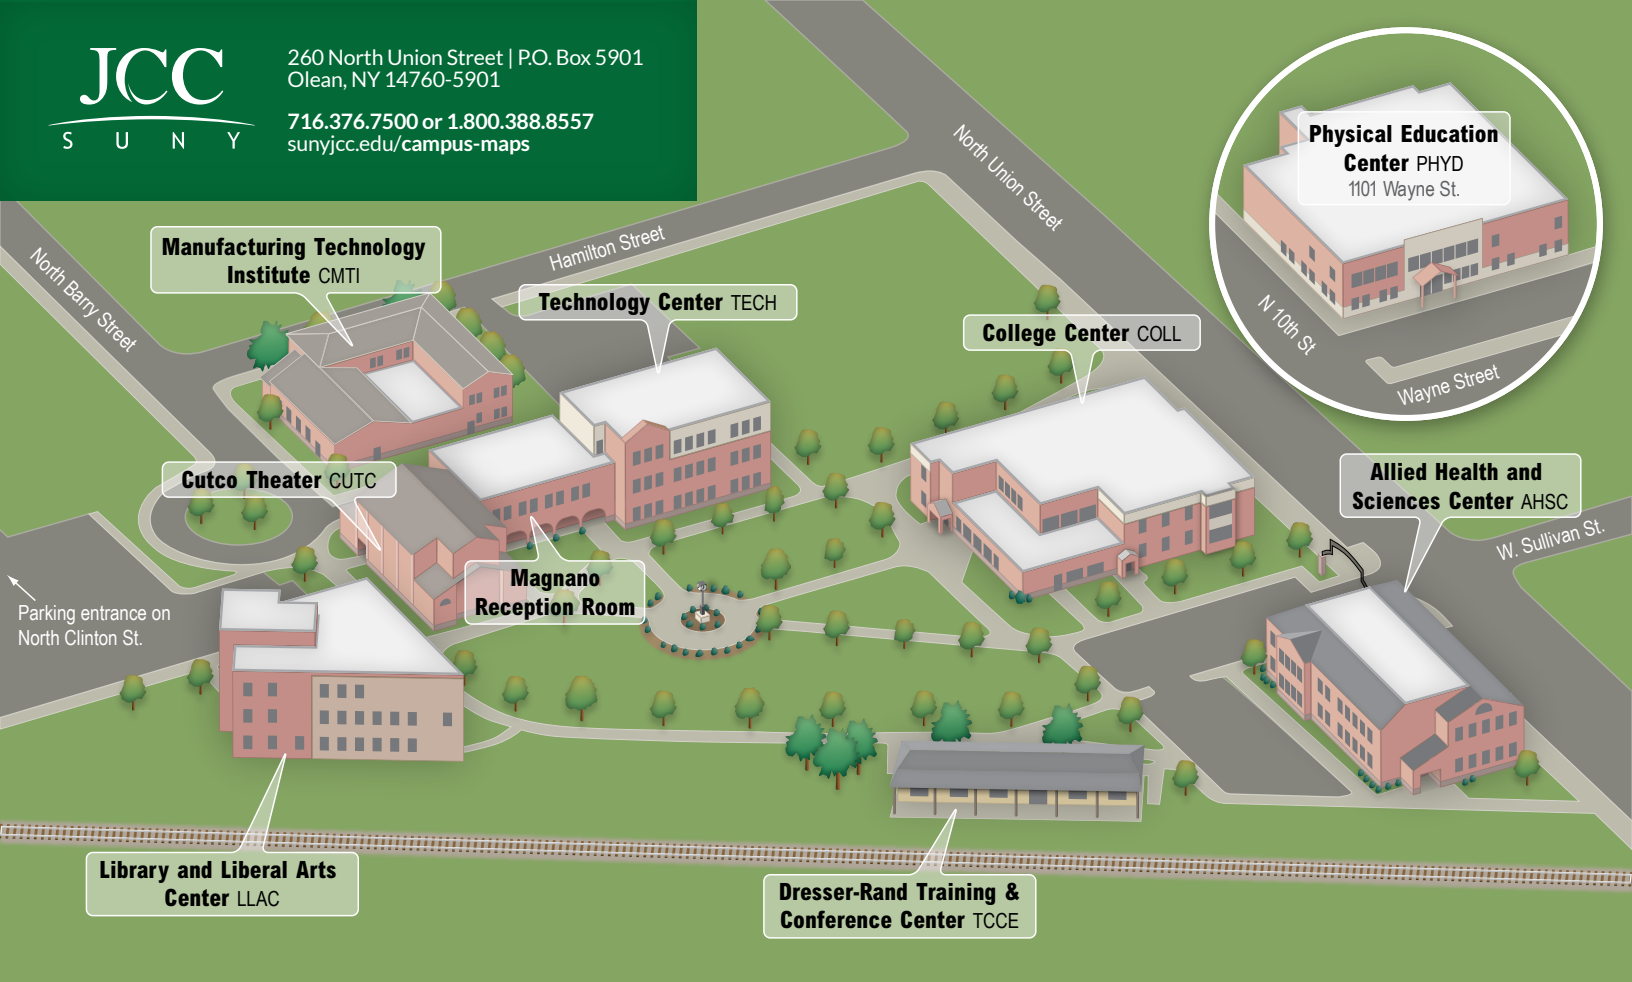 JCC
SUNY
260 North Union Street | P.O. Box 5901
Olean, NY 14760-5901
716.376.7500 or 1.800.388.8557
sunyjcc.edu/campus-maps
North Union Street
Physical Education
Center PHYD
1101 Wayne St.
N 10th St
Wayne Street
Hamilton Street
North Barry Street
Manufacturing Technology
Institute CMTI
Technology Center TECH
College Center COLL
Cutco Theater CUTC
Allied Health and
Sciences Center AHSC
W. Sullivan St.
Magnano
Reception Room
Parking entrance on
North Clinton St.
Library and Liberal Arts
Center LLAC
Dresser-Rand Training &
Conference Center TCCE